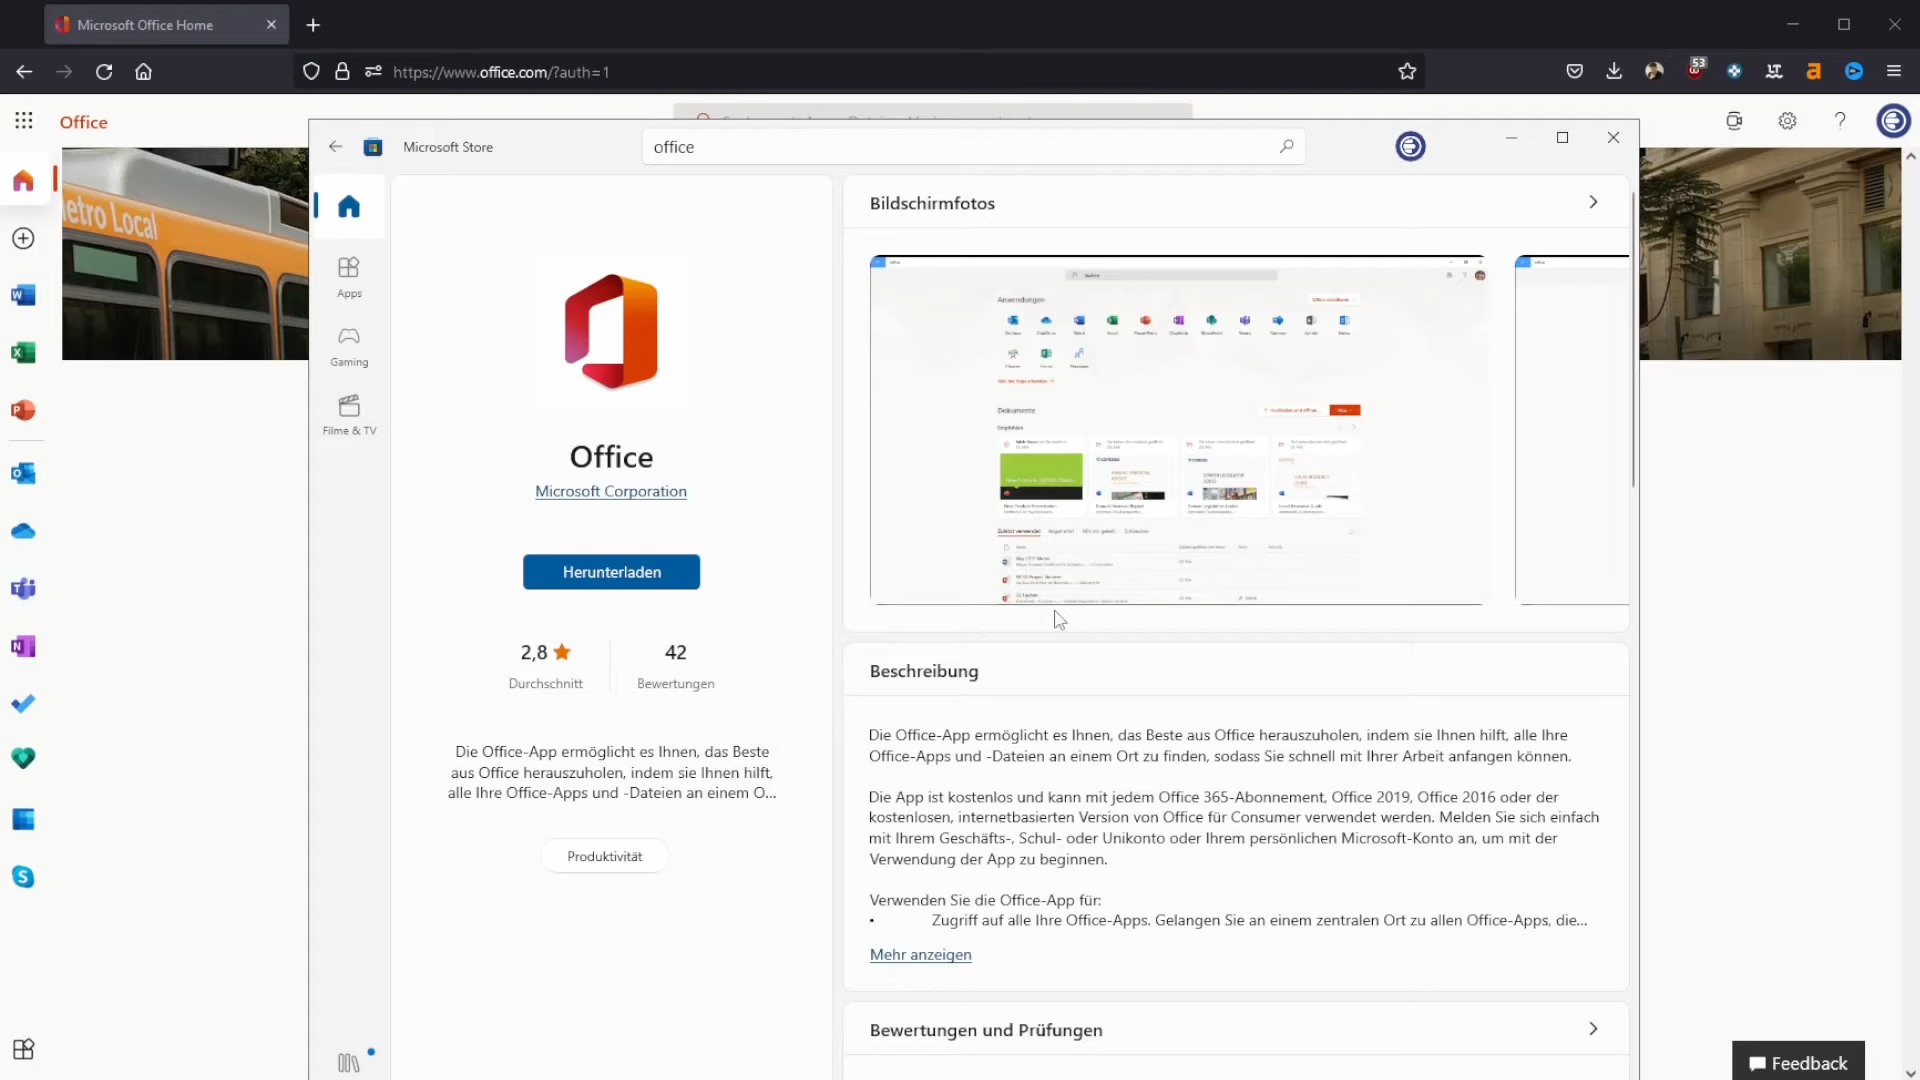 Microsoft Office Home
https://www.office.com/?auth=1
53
Office
Microsoft Store
office
etro Local
Apps
Gaming
Filme & TV
Office
Microsoft Corporation
Herunterladen
2,8
42
Durchschnitt
Bewertungen
Die Office-App ermöglicht es Ihnen, das Beste
aus Office herauszuholen, indem sie Ihnen hilft,
alle Ihre Office-Apps und -Dateien an einem O...
Produktivität
Bildschirmfotos
Anwendungen
Dokumente
Empfohlen
Zuletzt verwendet
Beschreibung
Die Office-App ermöglicht es Ihnen, das Beste aus Office herauszuholen, indem sie Ihnen hilft, alle Ihre
Office-Apps und -Dateien an einem Ort zu finden, sodass Sie schnell mit Ihrer Arbeit anfangen können.
Die App ist kostenlos und kann mit jedem Office 365-Abonnement, Office 2019, Office 2016 oder der
kostenlosen, internetbasierten Version von Office für Consumer verwendet werden. Melden Sie sich einfach
mit Ihrem Geschäfts-, Schul- oder Unikonto oder Ihrem persönlichen Microsoft-Konto an, um mit der
Verwendung der App zu beginnen.
Verwenden Sie die Office-App für:
• Zugriff auf alle Ihre Office-Apps. Gelangen Sie an einem zentralen Ort zu allen Office-Apps, die...
Mehr anzeigen
Bewertungen und Prüfungen
Feedback